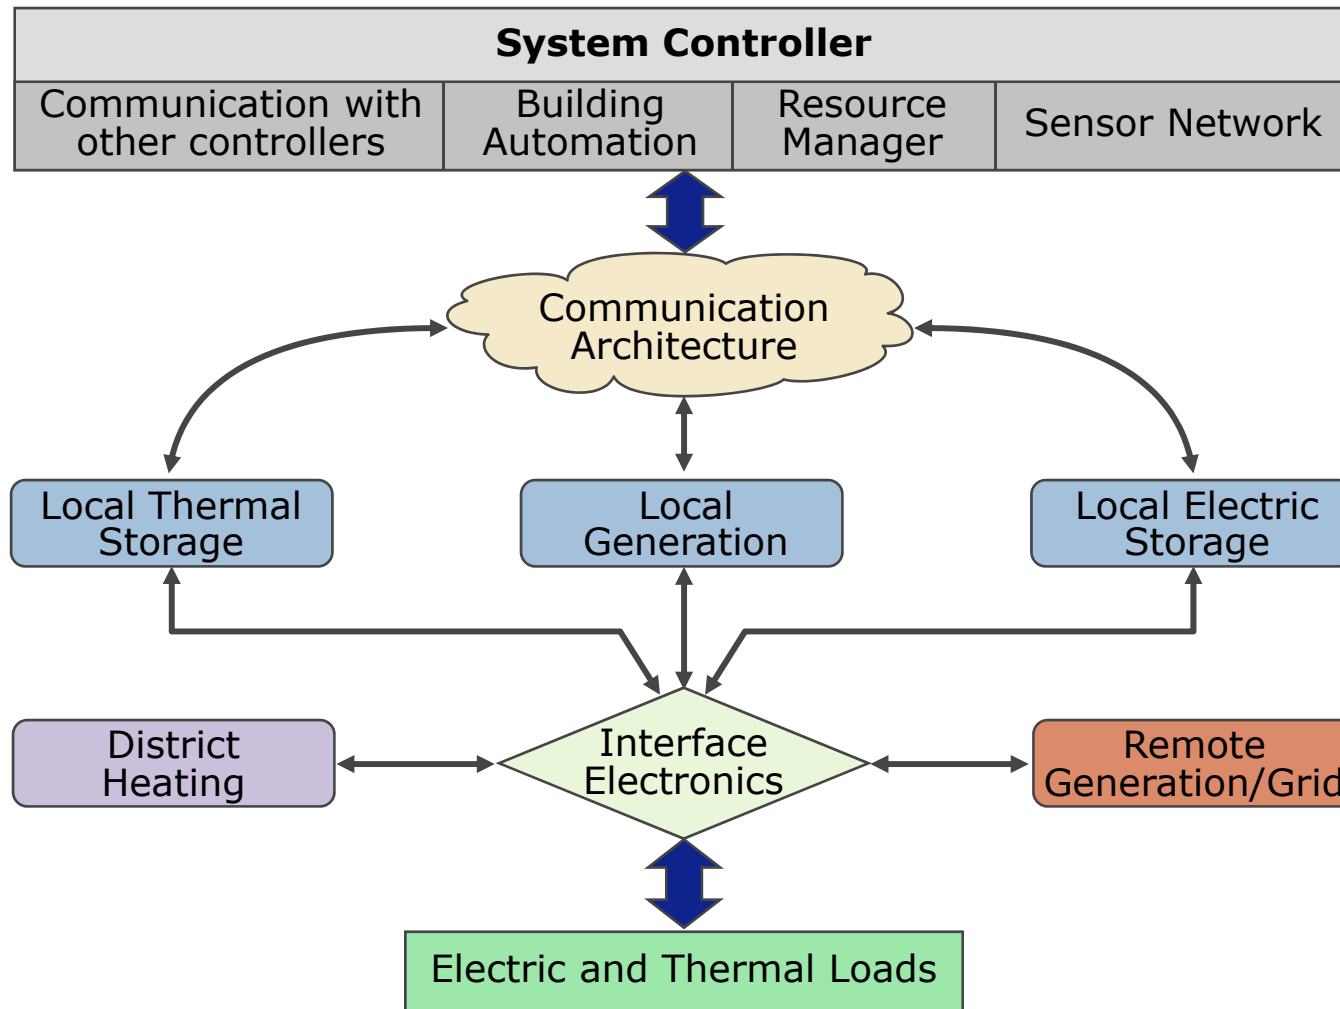 System Controller
Communication with
other controllers
Building
Automation
Resource
Manager
Sensor Network
Communication
Architecture
Local Thermal
Storage
Local
Generation
Local Electric
Storage
District
Heating
Interface
Electronics
Remote
Generation/Grid
Electric and Thermal Loads